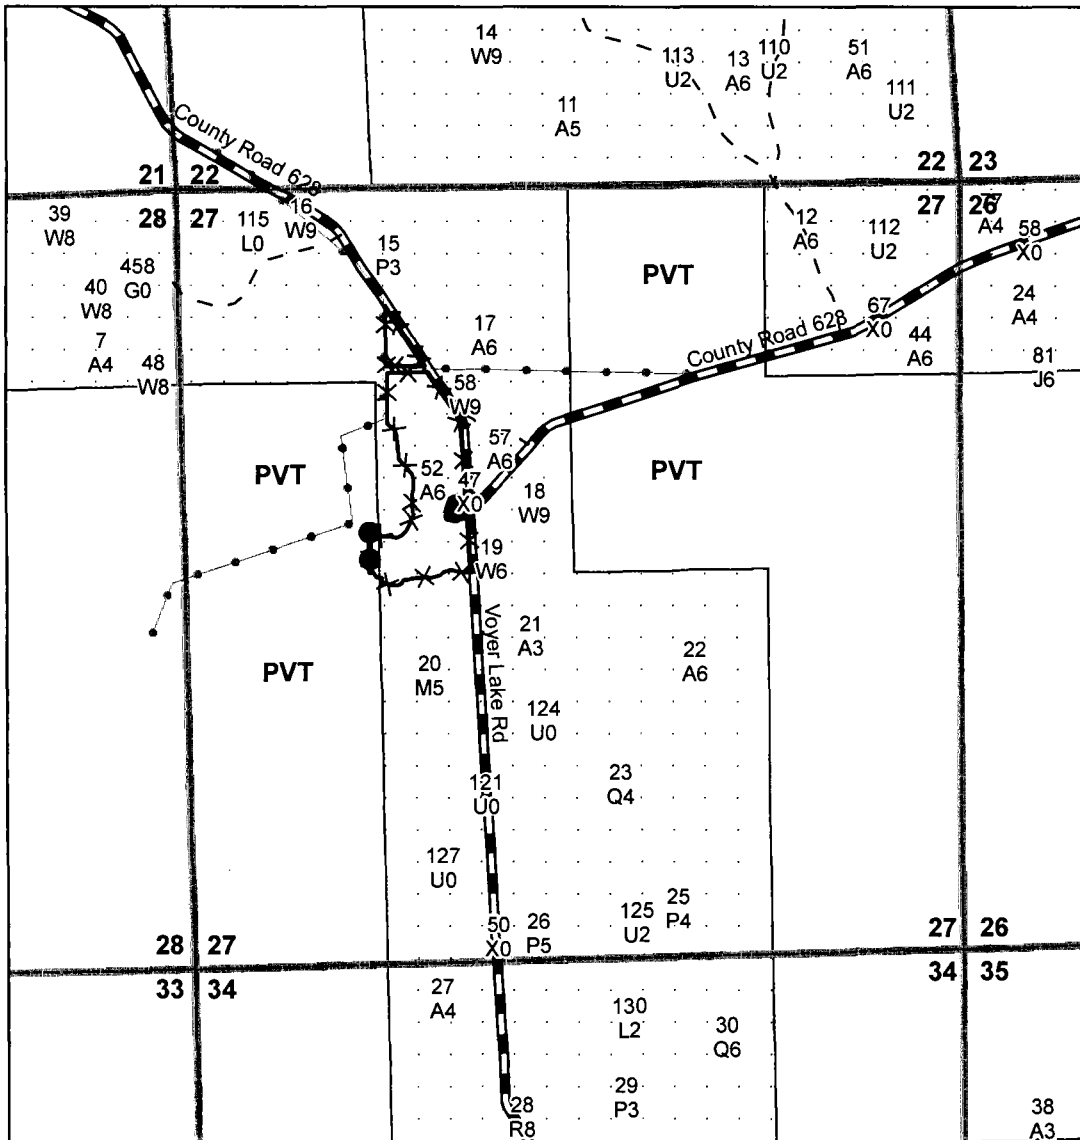 14
W9
113
U2
13
A6
110
U2
51
A6
111
U2
11
A5
County Road 628
21 22
22 23
28 27
27 26
39
W8
115
L0
16
W9
15
P3
12
A6
112
U2
77
A4
58
X0
PVT
458
G0
40
W8
7
A4
48
W8
17
A6
County Road 628
67
X0
44
A6
24
A4
81
J6
58
W9
57
A6
PVT
52
A6
47
X0
18
W9
PVT
19
W6
Voyer Lake Rd
21
A3
22
A6
PVT
20
M5
124
U0
23
Q4
121
U0
127
U0
25
P4
125
U2
26
P5
50
X0
28 27
27 26
33 34
34 35
27
A4
130
L2
30
Q6
29
P3
28
R8
38
A3